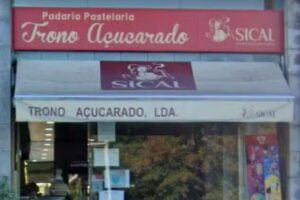 Padaria Pastelaria
Trono Açucarado
SICAL
SICAL
TRONO AÇUCARADO, LDA.
SICAL